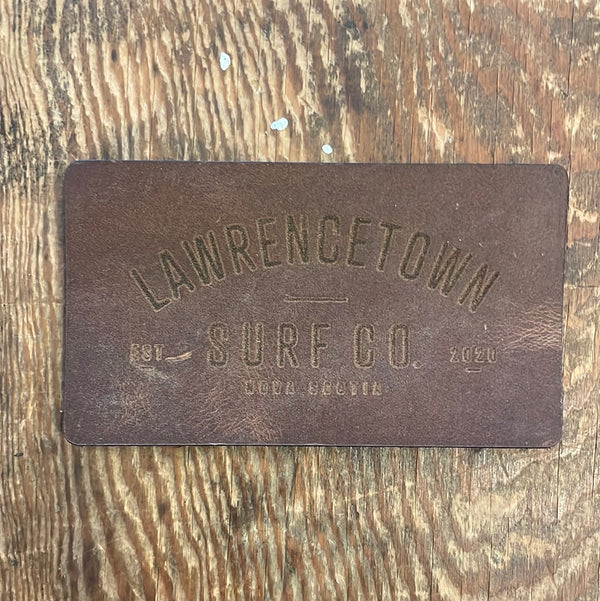 LAWRENCETOWN
EST SURF CO. 2020
NOVA SCOTIA